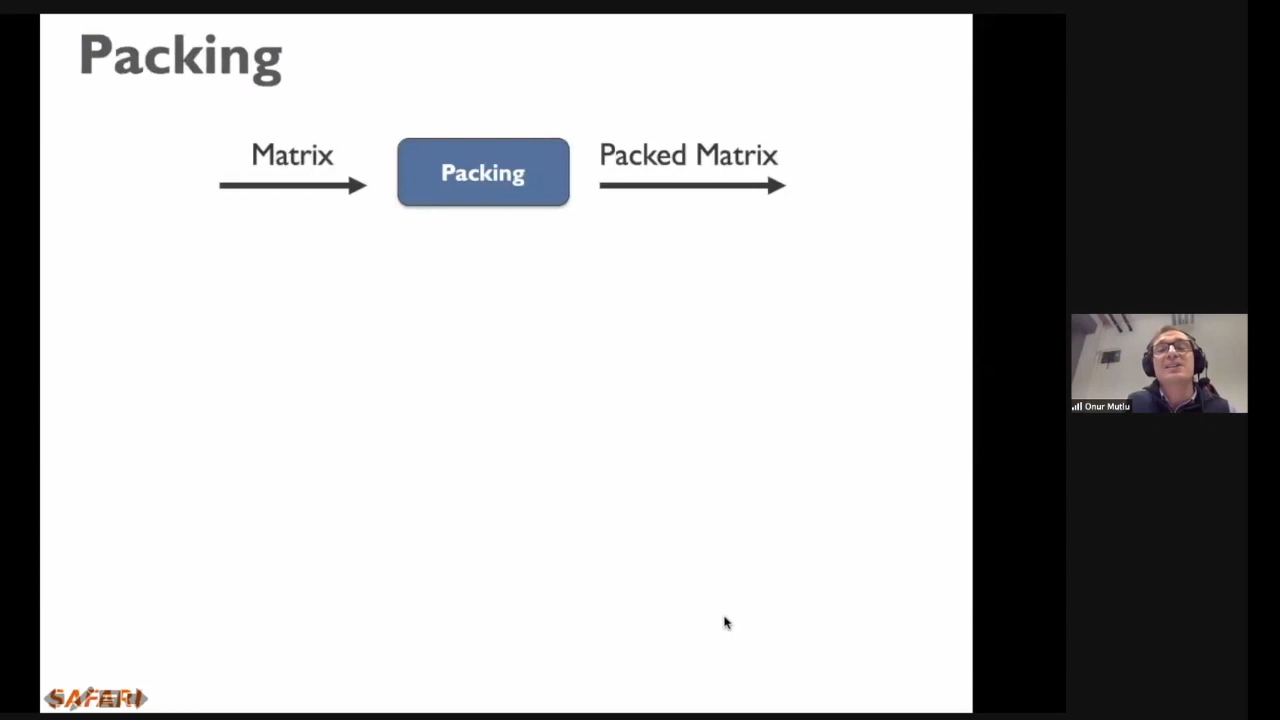 Packing
Matrix
Packing
Packed Matrix
Onur Mutlu
SAFARI